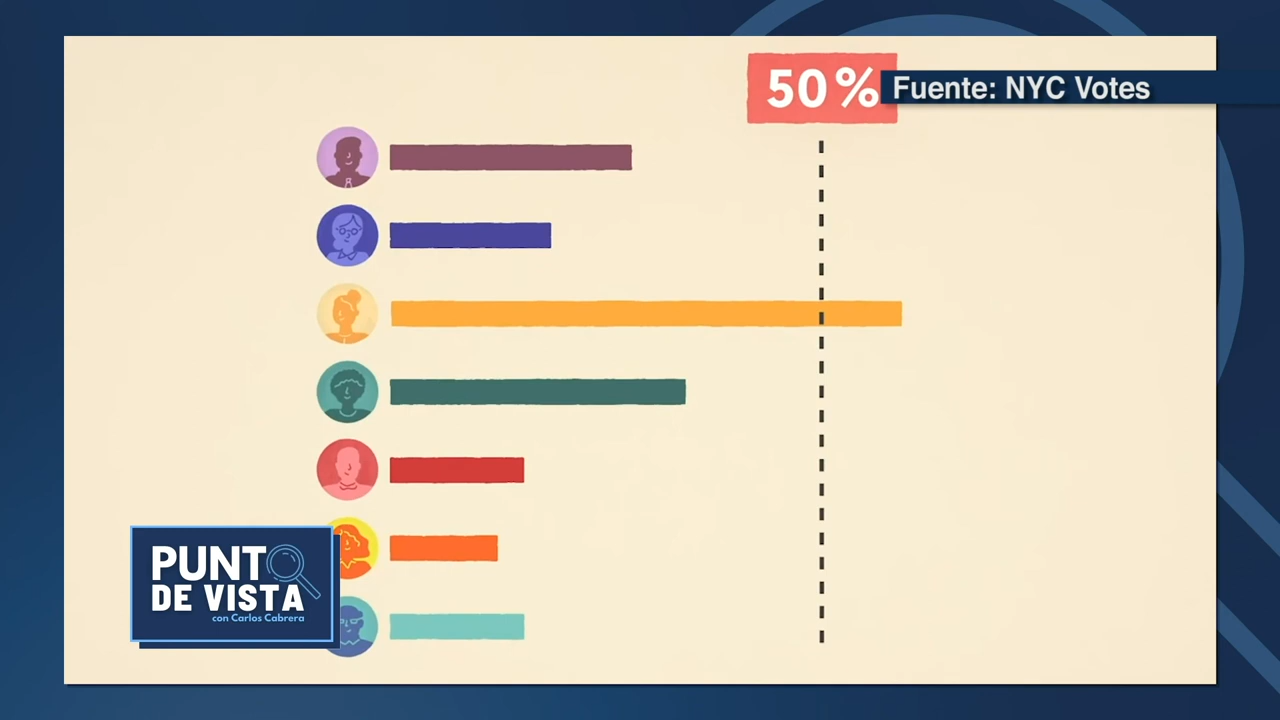 50%
Fuente: NYC Votes
PUNTO
DE VISTA
con Carlos Cabrera